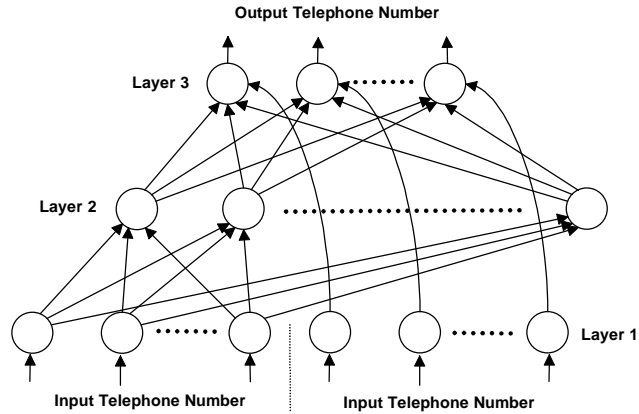 Output Telephone Number
Layer 3
Layer 2
Layer 1
Input Telephone Number
Input Telephone Number